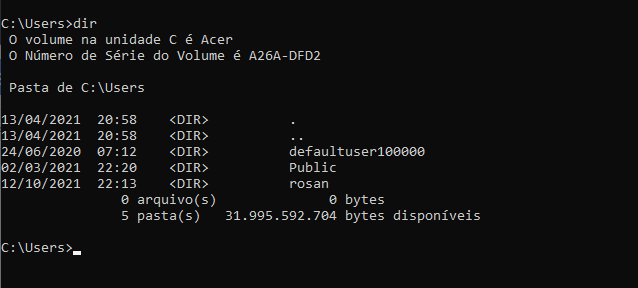 C:\Users>dir
 O volume na unidade C é Acer
 O Número de Série do Volume é A26A-DFD2

 Pasta de C:\Users

13/04/2021  20:58    <DIR>          .
13/04/2021  20:58    <DIR>          ..
24/06/2020  07:12    <DIR>          defaultuser100000
02/03/2021  22:20    <DIR>          Public
12/10/2021  22:13    <DIR>          rosan
               0 arquivo(s)              0 bytes
               5 pasta(s)   31.995.592.704 bytes disponíveis

C:\Users>